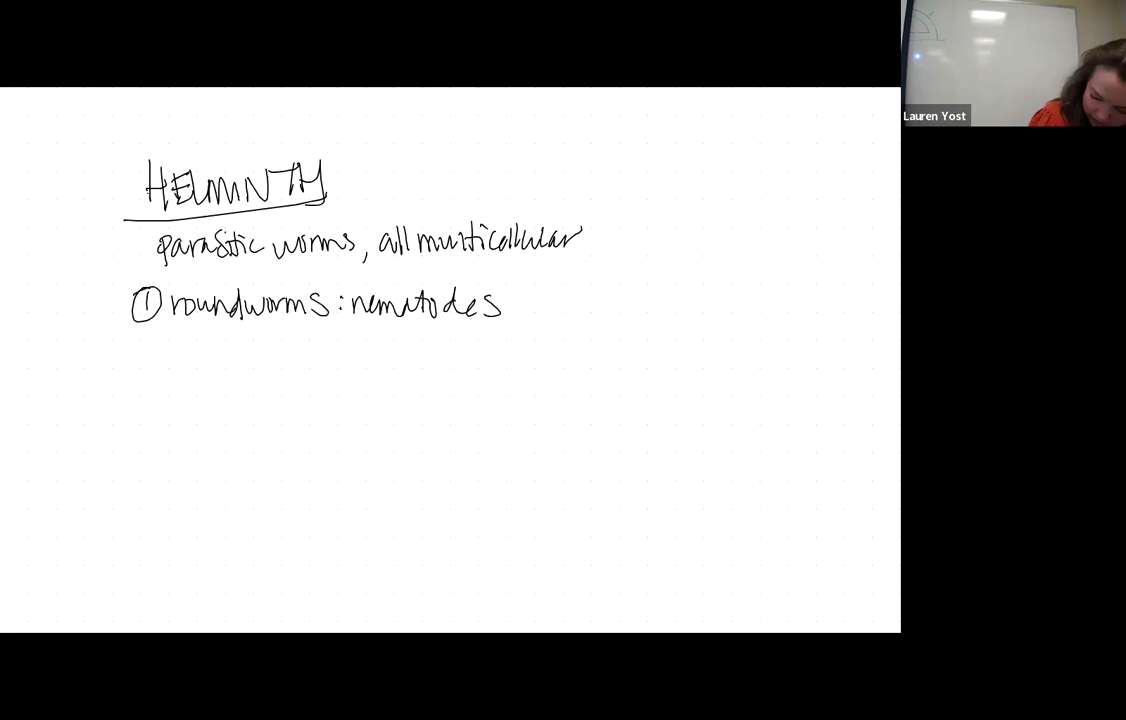 HELMINTH
parasitic worms, all multicellular
① roundworms: nematodes
Lauren Yost